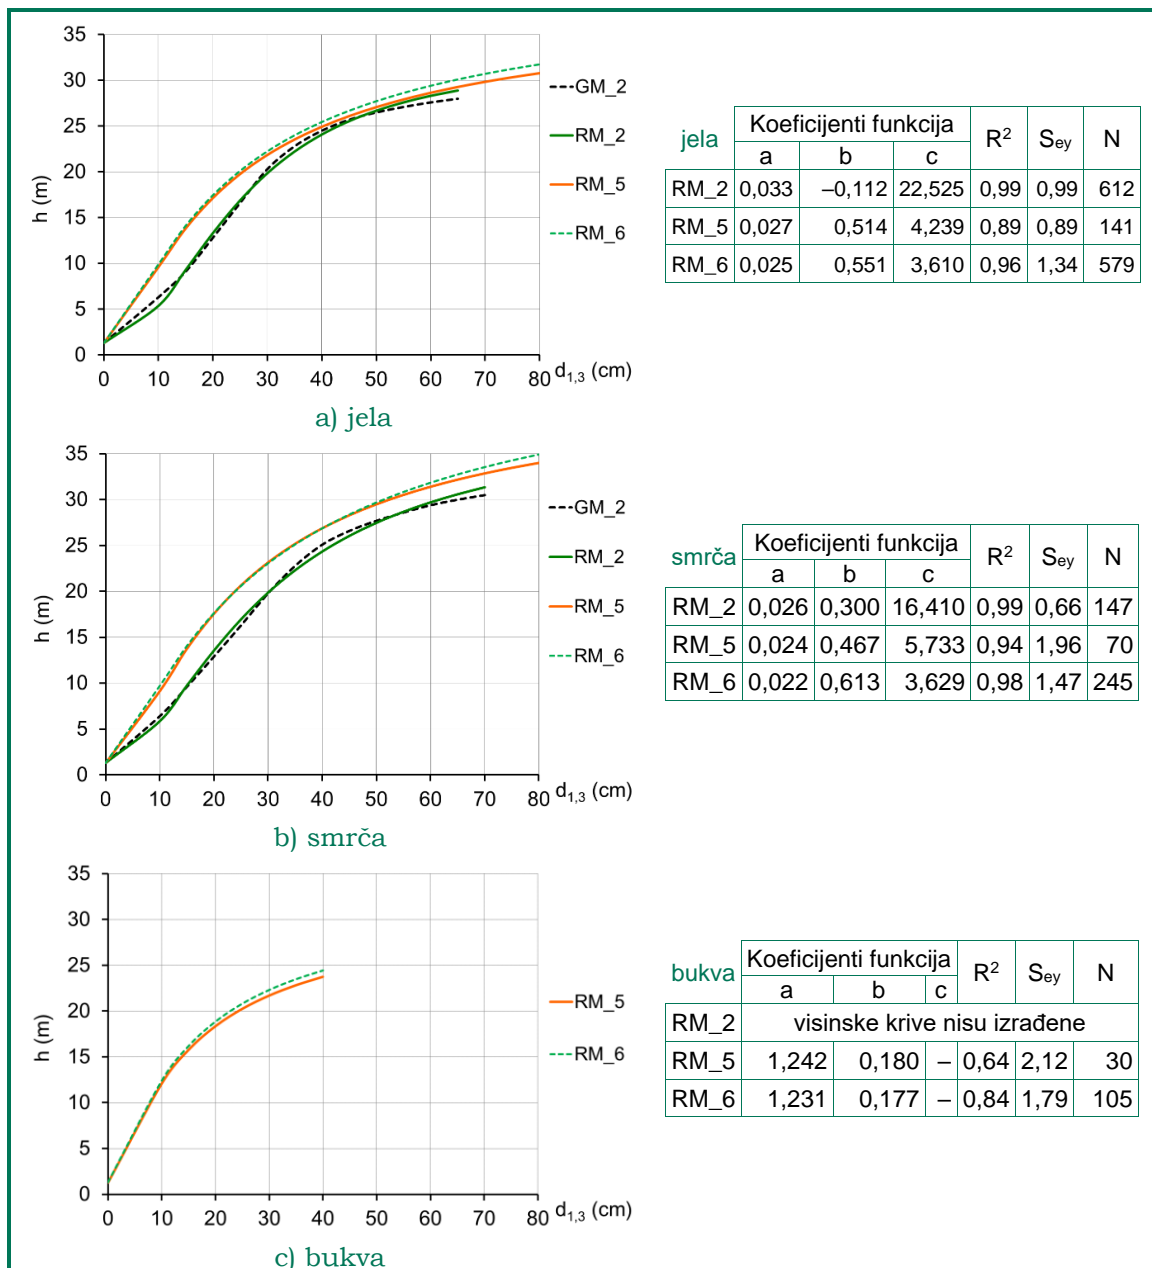 35
30
25
20
15
10
5
0
h (m)
0 10 20 30 40 50 60 70 80
d1,3 (cm)
GM_2
RM_2
RM_5
RM_6
a) jela
jela Koeficijenti funkcija R² Sey N
a b c
RM_2 0,033 –0,112 22,525 0,99 0,99 612
RM_5 0,027 0,514 4,239 0,89 0,89 141
RM_6 0,025 0,551 3,610 0,96 1,34 579
35
30
25
20
15
10
5
0
h (m)
0 10 20 30 40 50 60 70 80
d1,3 (cm)
GM_2
RM_2
RM_5
RM_6
b) smrča
smrča Koeficijenti funkcija R² Sey N
a b c
RM_2 0,026 0,300 16,410 0,99 0,66 147
RM_5 0,024 0,467 5,733 0,94 1,96 70
RM_6 0,022 0,613 3,629 0,98 1,47 245
35
30
25
20
15
10
5
0
h (m)
0 10 20 30 40 50 60 70 80
d1,3 (cm)
RM_5
RM_6
c) bukva
bukva Koeficijenti funkcija R² Sey N
a b c
RM_2 visinske krive nisu izrađene
RM_5 1,242 0,180 – 0,64 2,12 30
RM_6 1,231 0,177 – 0,84 1,79 105